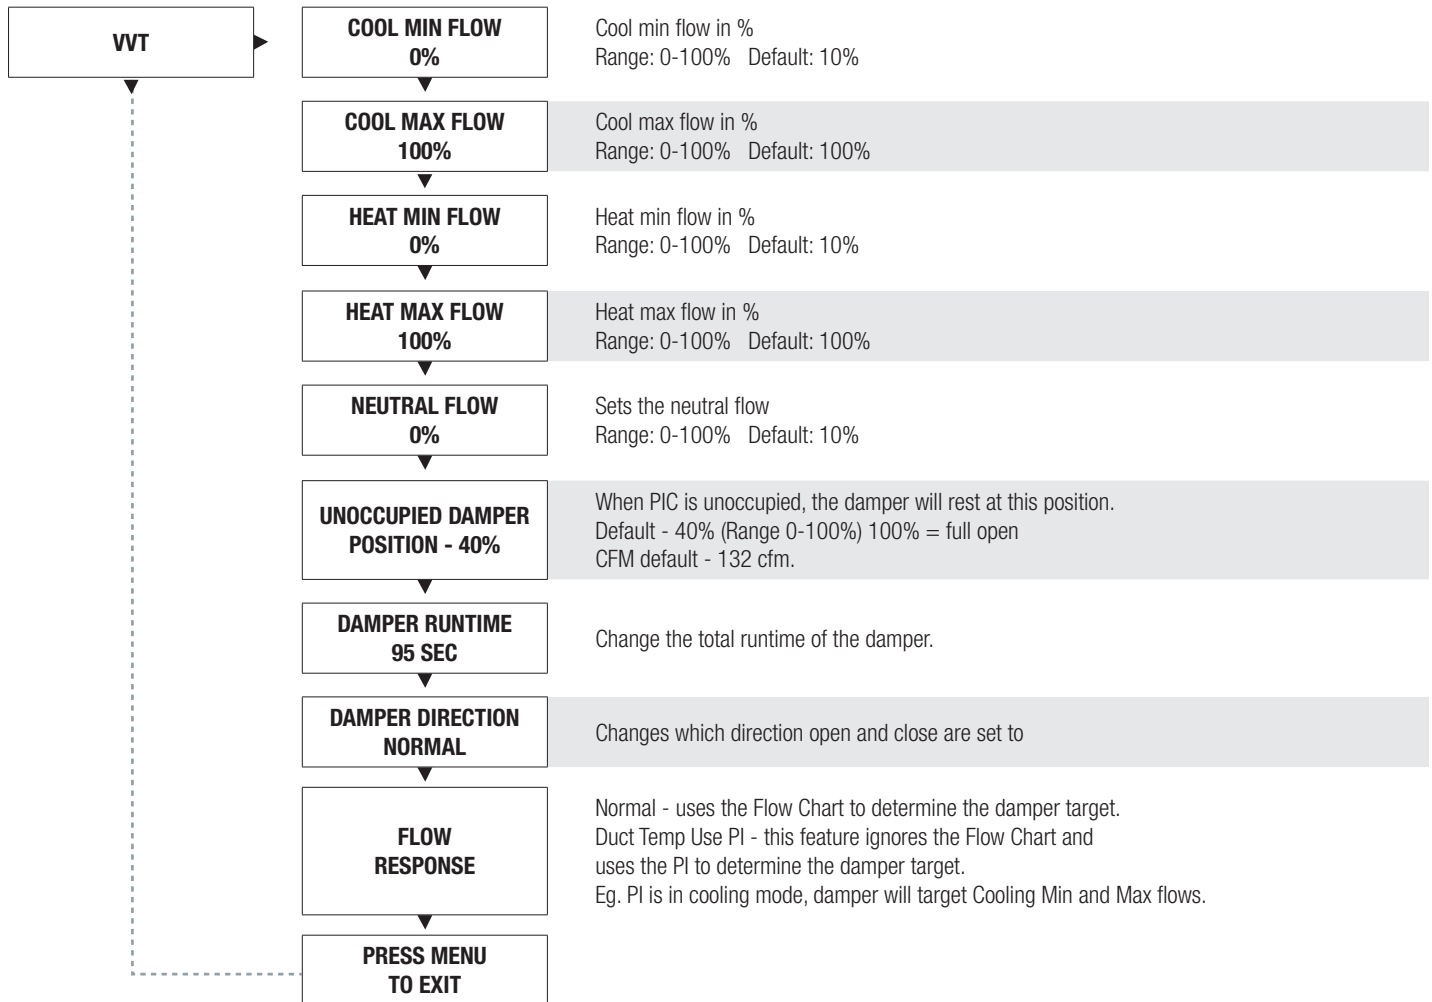 VVT
COOL MIN FLOW
0%
Cool min flow in %
Range: 0-100% Default: 10%
COOL MAX FLOW
100%
Cool max flow in %
Range: 0-100% Default: 100%
HEAT MIN FLOW
0%
Heat min flow in %
Range: 0-100% Default: 10%
HEAT MAX FLOW
100%
Heat max flow in %
Range: 0-100% Default: 100%
NEUTRAL FLOW
0%
Sets the neutral flow
Range: 0-100% Default: 10%
UNOCCUPIED DAMPER
POSITION - 40%
When PIC is unoccupied, the damper will rest at this position.
Default - 40% (Range 0-100%) 100% = full open
CFM default - 132 cfm.
DAMPER RUNTIME
95 SEC
Change the total runtime of the damper.
DAMPER DIRECTION
NORMAL
Changes which direction open and close are set to
FLOW
RESPONSE
Normal - uses the Flow Chart to determine the damper target.
Duct Temp Use PI - this feature ignores the Flow Chart and
uses the PI to determine the damper target.
Eg. PI is in cooling mode, damper will target Cooling Min and Max flows.
PRESS MENU
TO EXIT